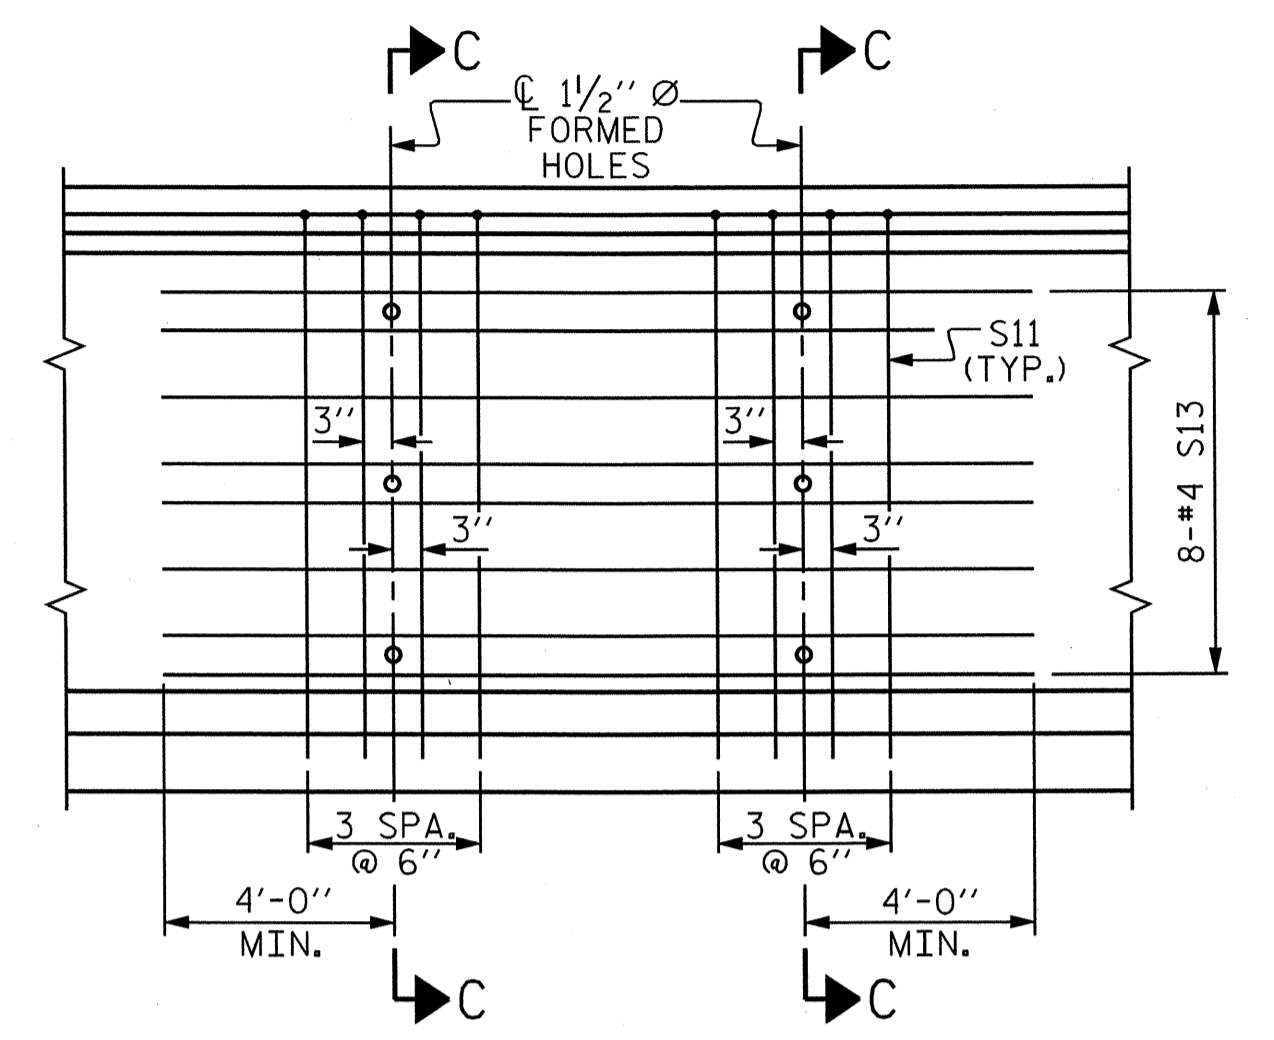 C
C
℄ 1½" Ø
FORMED
HOLES
S11
(TYP.)
3"
3"
8-#4 S13
3"
3"
3 SPA.
@ 6"
3 SPA.
@ 6"
4'-0"
MIN.
4'-0"
MIN.
C
C